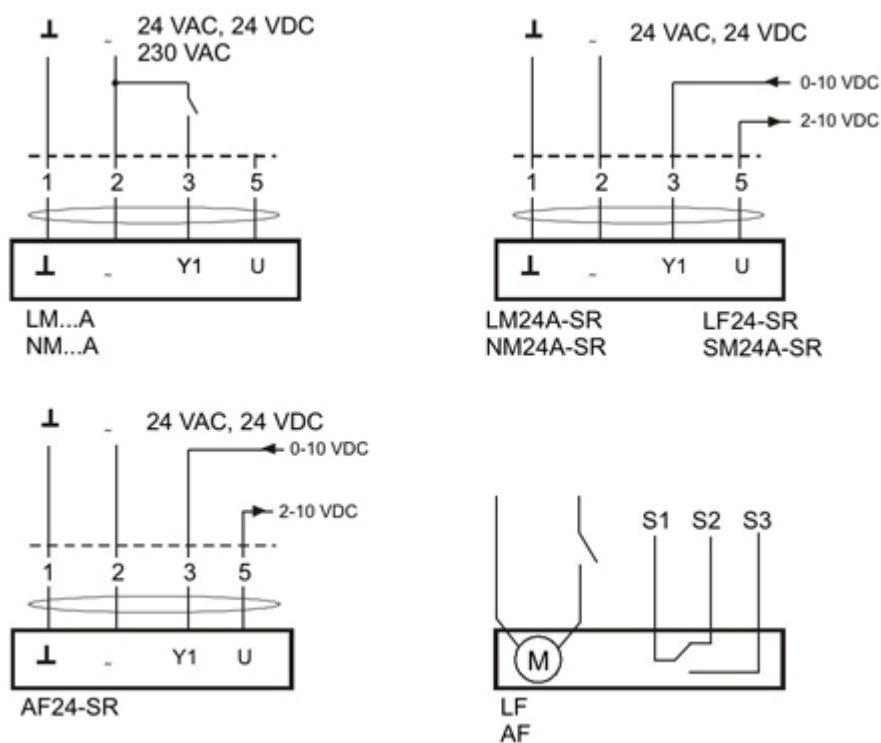 ⊥ ~ 24 VAC, 24 VDC
230 VAC
1 2 3 5
⊥ ~ Y1 U
LM...A
NM...A
⊥ ~ 24 VAC, 24 VDC
0-10 VDC
2-10 VDC
1 2 3 5
⊥ ~ Y1 U
LM24A-SR LF24-SR
NM24A-SR SM24A-SR
⊥ ~ 24 VAC, 24 VDC
0-10 VDC
2-10 VDC
1 2 3 5
⊥ ~ Y1 U
AF24-SR
S1 S2 S3
M
LF
AF